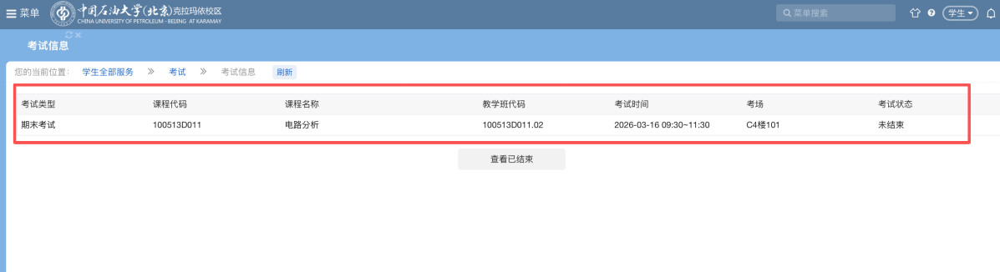 菜单 中国石油大学(北京)克拉玛依校区 菜单搜索 学生
CHINA UNIVERSITY OF PETROLEUM-BEIJING AT KARAMAY
考试信息
您的当前位置: 学生全部服务 » 考试 » 考试信息 刷新
考试类型 课程代码 课程名称 教学班代码 考试时间 考场 考试状态
期末考试 100513D011 电路分析 100513D011.02 2026-03-16 09:30~11:30 C4楼101 未结束
查看已结束